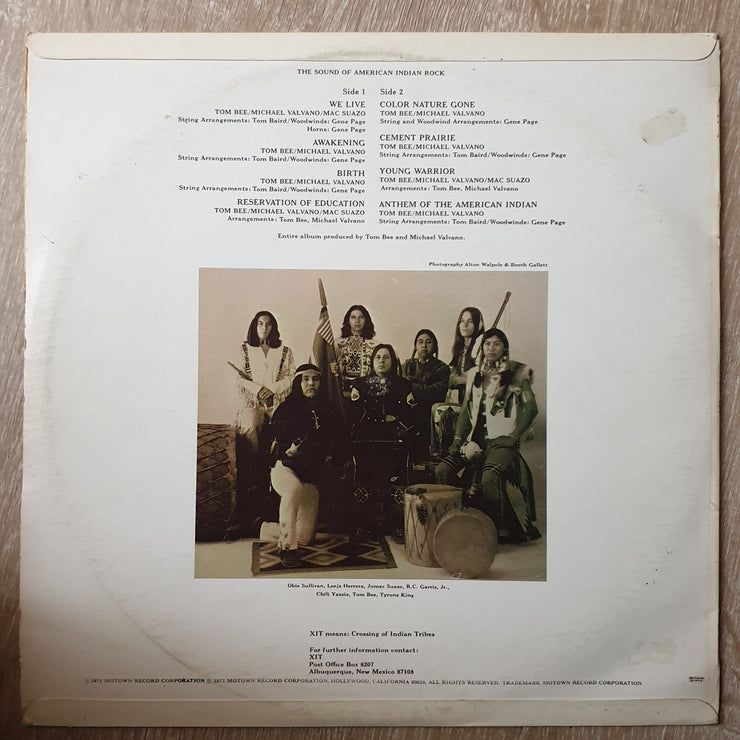 THE SOUND OF AMERICAN INDIAN ROCK
Side 1
WE LIVE
TOM BEE/MICHAEL VALVANO/MAC SUAZO
String Arrangements: Tom Baird/Woodwinds: Gene Page
Horns: Gene Page
AWAKENING
TOM BEE/MICHAEL VALVANO
String Arrangements: Tom Baird/Woodwinds: Gene Page
BIRTH
TOM BEE/MICHAEL VALVANO
String Arrangements: Tom Baird/Woodwinds: Gene Page
RESERVATION OF EDUCATION
TOM BEE/MICHAEL VALVANO/MAC SUAZO
Arrangements: Tom Bee, Michael Valvano
Side 2
COLOR NATURE GONE
TOM BEE/MICHAEL VALVANO
String and Woodwind Arrangements: Gene Page
CEMENT PRAIRIE
TOM BEE/MICHAEL VALVANO
String Arrangements: Tom Baird/Woodwinds: Gene Page
YOUNG WARRIOR
TOM BEE/MICHAEL VALVANO/MAC SUAZO
Arrangements: Tom Bee, Michael Valvano
ANTHEM OF THE AMERICAN INDIAN
TOM BEE/MICHAEL VALVANO
String Arrangements: Tom Baird/Woodwinds: Gene Page
Entire album produced by Tom Bee and Michael Valvano.
Photography Alton Walpole & Booth Gallett
Obie Sullivan, Leeja Herrera, Jomac Suazo, R.C. Garris, Jr.,
Chili Yazzie, Tom Bee, Tyrone King
XIT means: Crossing of Indian Tribes
For further information contact:
XIT
Post Office Box 8207
Albuquerque, New Mexico 87108
MOTOWN RECORD CORPORATION MOTOWN RECORD CORPORATION, HOLLYWOOD, CALIFORNIA 90028, ALL RIGHTS RESERVED. TRADEMARK MOTOWN RECORD CORPORATION